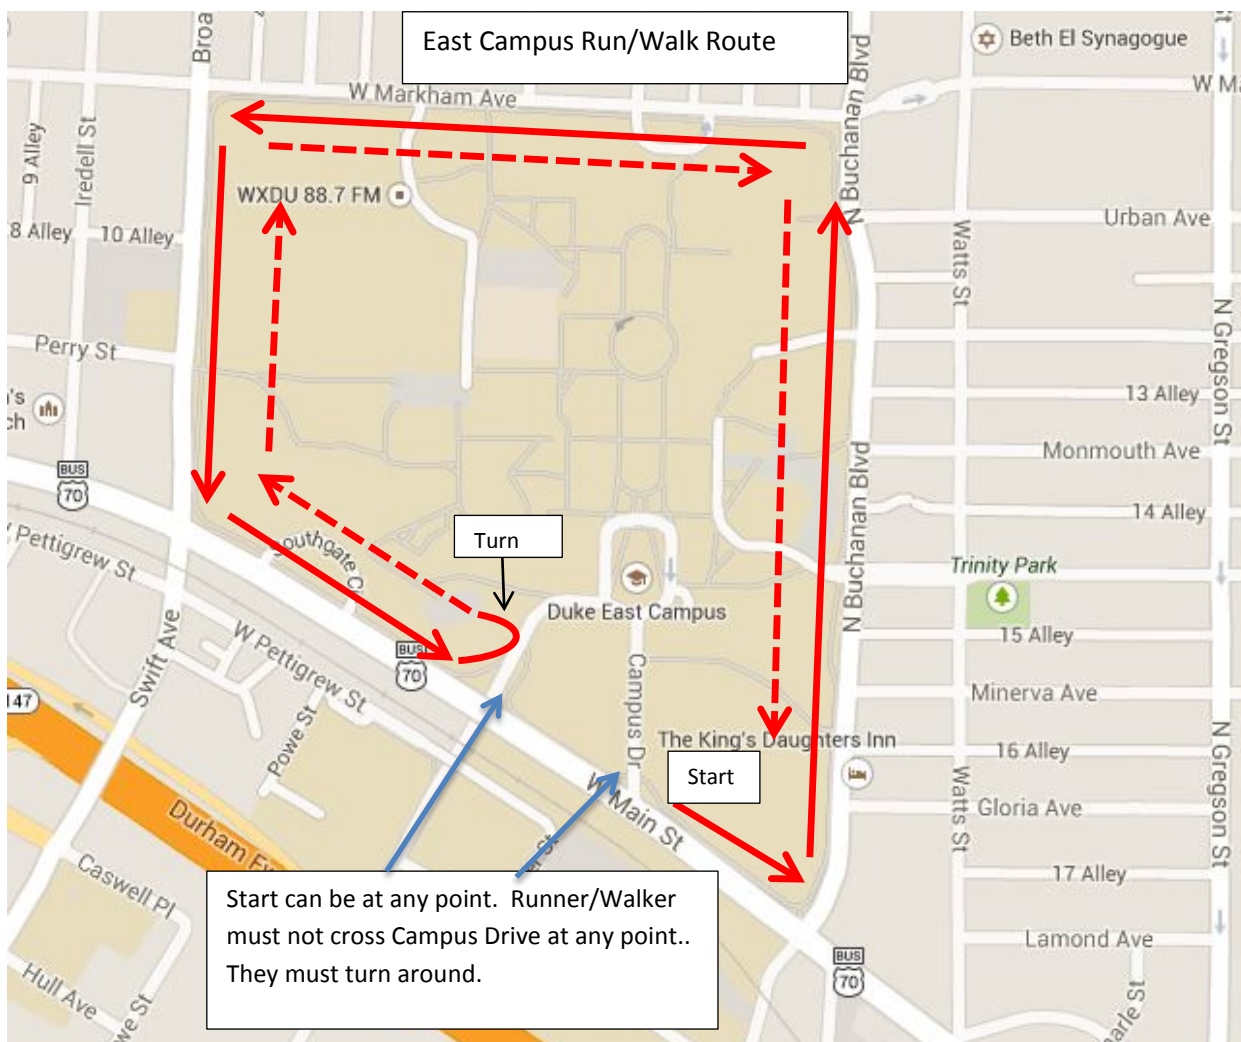 East Campus Run/Walk Route
Beth El Synagogue
W Markham Ave
N Buchanan Blvd
9 Alley
Iredell St
WXDU 88.7 FM
8 Alley
10 Alley
Urban Ave
Watts St
N Gregson St
Perry St
13 Alley
Monmouth Ave
BUS
70
14 Alley
N Buchanan Blvd
Turn
Southgate Ci
Pettigrew St
Trinity Park
Duke East Campus
15 Alley
W Pettigrew St
Swift Ave
BUS
70
Campus Dr
Minerva Ave
147
Powe St
The King's Daughters Inn
16 Alley
N Gregson St
Start
W Main St
Watts St
Gloria Ave
Durham Fw
Caswell Pl
17 Alley
Start can be at any point. Runner/Walker
must not cross Campus Drive at any point..
They must turn around.
Lamond Ave
BUS
70
Hull Ave